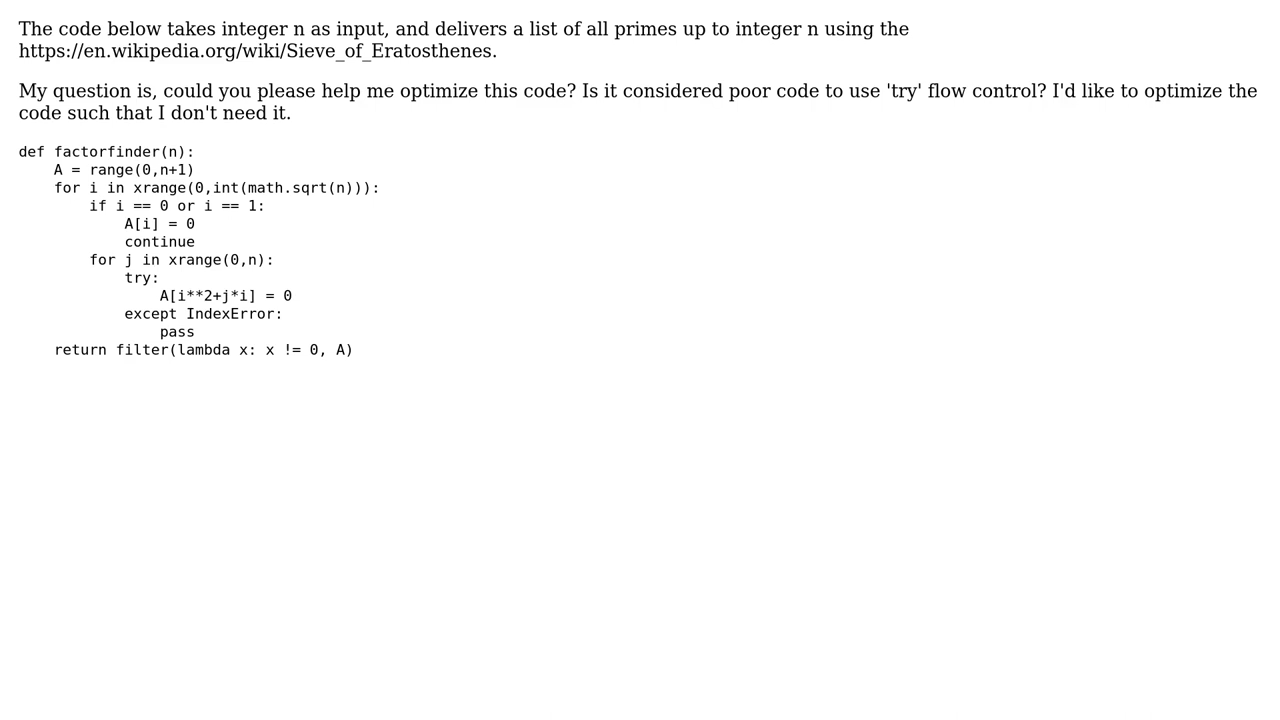 The code below takes integer n as input, and delivers a list of all primes up to integer n using the
https://en.wikipedia.org/wiki/Sieve_of_Eratosthenes.
My question is, could you please help me optimize this code? Is it considered poor code to use 'try' flow control? I'd like to optimize the
code such that I don't need it.
def factorfinder(n):
    A = range(0,n+1)
    for i in xrange(0,int(math.sqrt(n))):
        if i == 0 or i == 1:
            A[i] = 0
            continue
        for j in xrange(0,n):
            try:
                A[i**2+j*i] = 0
            except IndexError:
                pass
    return filter(lambda x: x != 0, A)